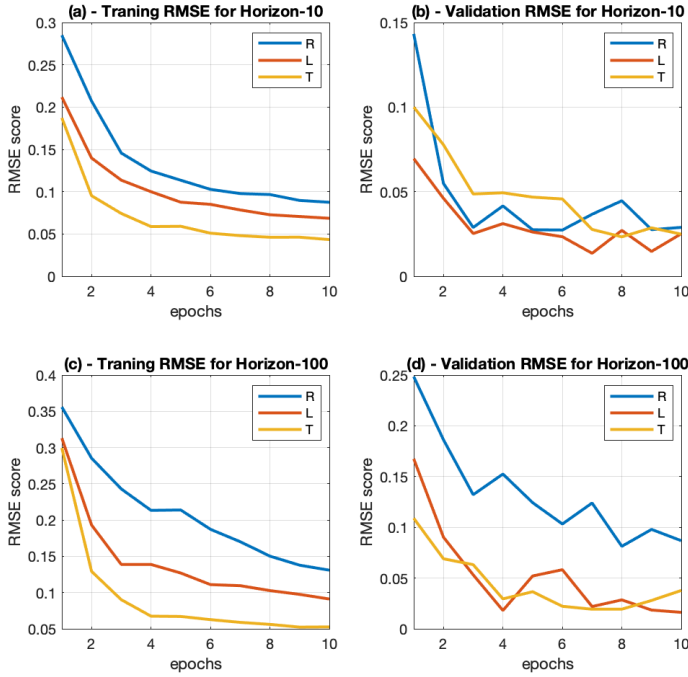 (a) - Traning RMSE for Horizon-10
0.3
0.25
0.2
0.15
0.1
0.05
0
RMSE score
R
L
T
2 4 6 8 10
epochs
(b) - Validation RMSE for Horizon-10
0.15
0.1
0.05
0
RMSE score
R
L
T
2 4 6 8 10
epochs
(c) - Traning RMSE for Horizon-100
0.4
0.35
0.3
0.25
0.2
0.15
0.1
0.05
RMSE score
R
L
T
2 4 6 8 10
epochs
(d) - Validation RMSE for Horizon-100
0.25
0.2
0.15
0.1
0.05
0
RMSE score
R
L
T
2 4 6 8 10
epochs